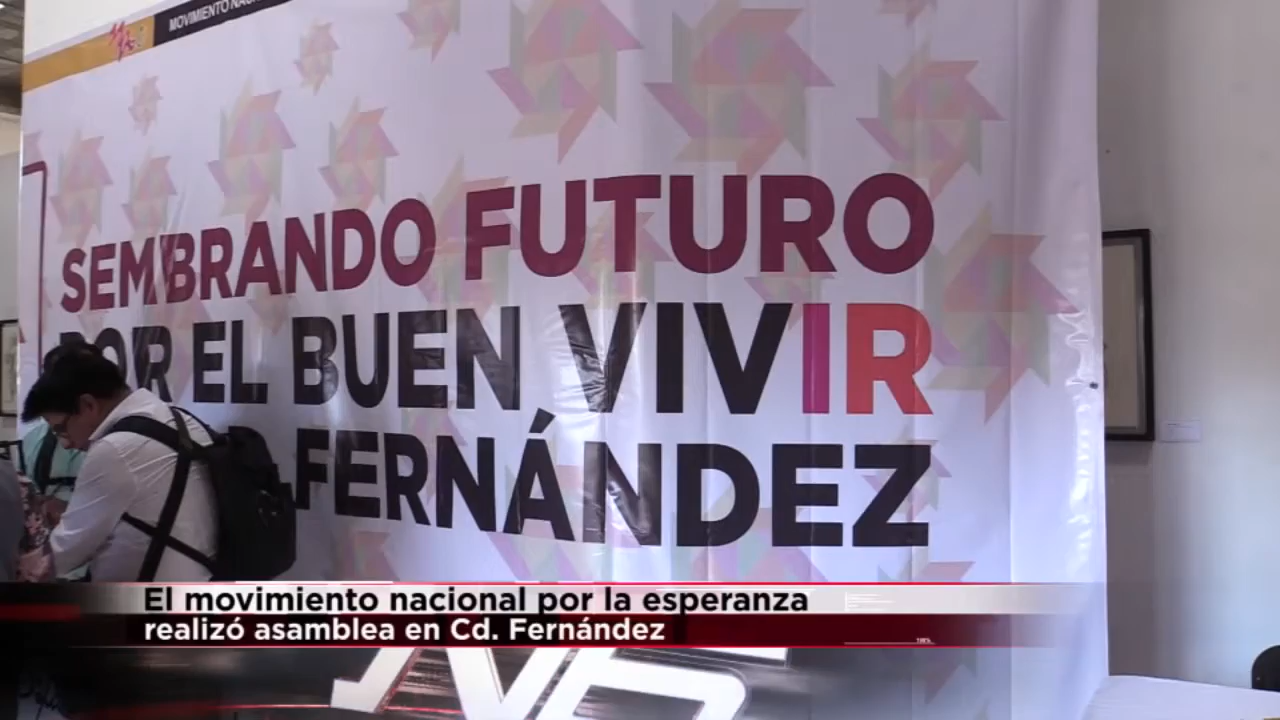 MOVIMIENTO
SEMBRANDO FUTURO
POR EL BUEN VIVIR
FERNÁNDEZ
El movimiento nacional por la esperanza
realizó asamblea en Cd. Fernández